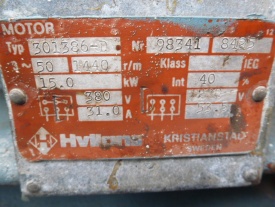 MOTOR
Typ 301386-B Nr 98341
3~ 50 1440 r/m Klass IEC
15.0 kW Int 40
380 V
31.0 A
KRISTIANSTAD
SWEDEN